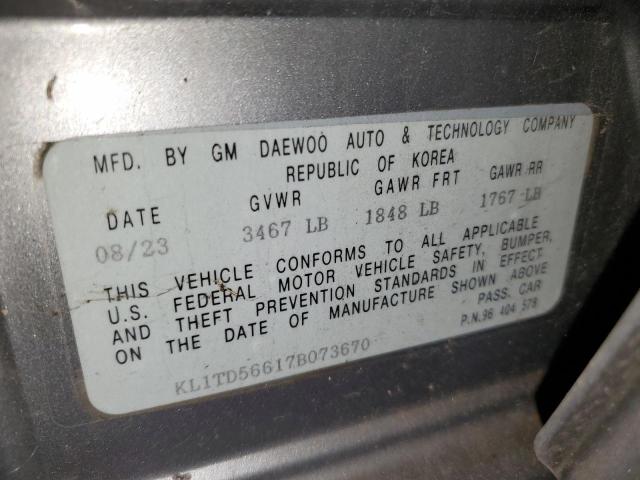 MFD. BY GM DAEWOO AUTO & TECHNOLOGY COMPANY
REPUBLIC OF KOREA
DATE GVWR GAWR FRT GAWR RR
08/23 3467 LB 1848 LB 1767 LB
THIS VEHICLE CONFORMS TO ALL APPLICABLE
U.S. FEDERAL MOTOR VEHICLE SAFETY, BUMPER,
AND THEFT PREVENTION STANDARDS IN EFFECT
ON THE DATE OF MANUFACTURE SHOWN ABOVE
PASS. CAR
KL1TD56617B073670 P.N.96 404 578